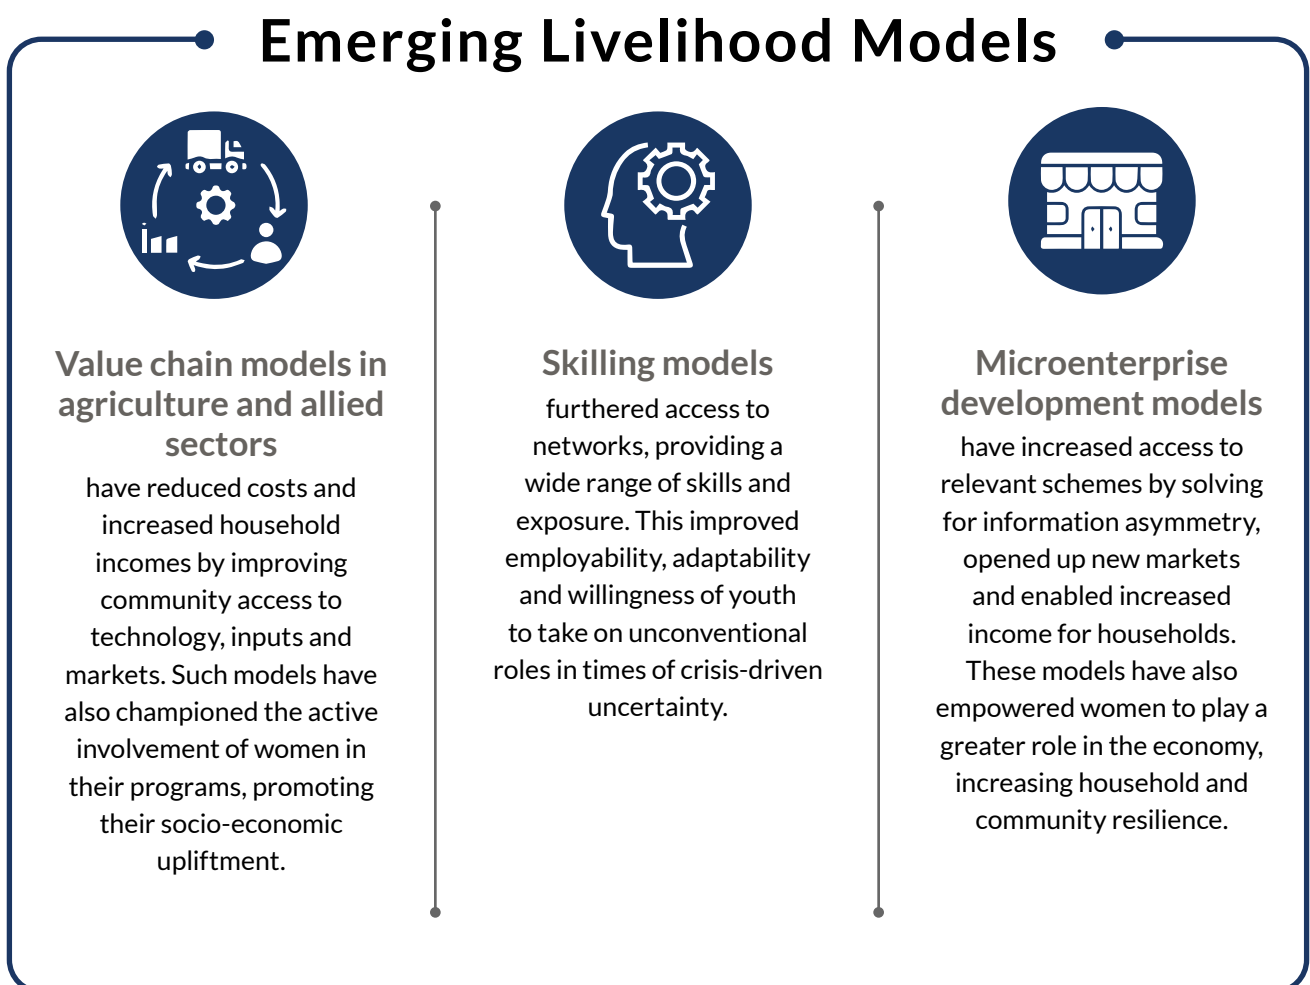 Emerging Livelihood Models
Value chain models in
agriculture and allied
sectors
have reduced costs and
increased household
incomes by improving
community access to
technology, inputs and
markets. Such models have
also championed the active
involvement of women in
their programs, promoting
their socio-economic
upliftment.
Skilling models
furthered access to
networks, providing a
wide range of skills and
exposure. This improved
employability, adaptability
and willingness of youth
to take on unconventional
roles in times of crisis-driven
uncertainty.
Microenterprise
development models
have increased access to
relevant schemes by solving
for information asymmetry,
opened up new markets
and enabled increased
income for households.
These models have also
empowered women to play a
greater role in the economy,
increasing household and
community resilience.